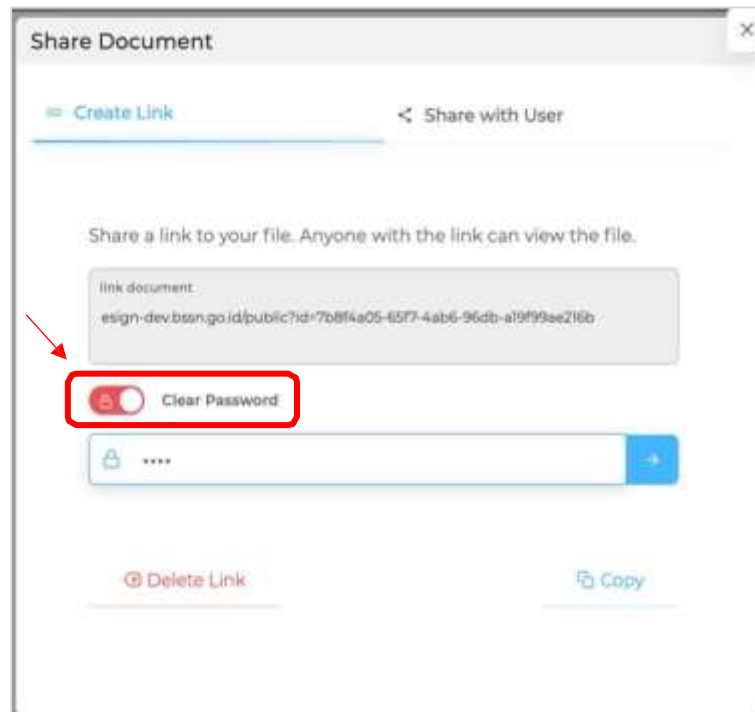 Share Document
Create Link
Share with User
Share a link to your file. Anyone with the link can view the file.
link document
esign-dev.bssn.go.id/public?id=7b8f4a05-65f7-4ab6-96db-a19f99ae216b
Clear Password
••••
Delete Link
Copy